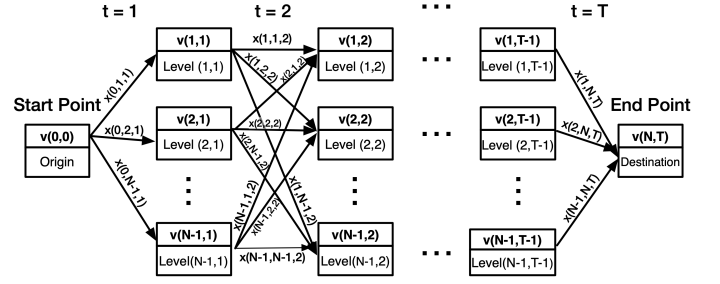 t = 1
t = 2
...
t = T
v(1,1)
Level (1,1)
x(1,1,2)
v(1,2)
Level (1,2)
...
v(1,T-1)
Level (1,T-1)
x(0,1,1)
x(1,2,2)
x(2,1,2)
x(1,N,T)
Start Point
End Point
v(0,0)
Origin
x(0,2,1)
v(2,1)
Level (2,1)
x(2,2,2)
x(2,N-1,2)
v(2,2)
Level (2,2)
...
v(2,T-1)
Level (2,T-1)
x(2,N,T)
v(N,T)
Destination
x(0,N-1,1)
x(N-1,1,2)
x(N-1,2,2)
x(1,N-1,2)
x(N-1,N,T)
v(N-1,1)
Level(N-1,1)
x(N-1,N-1,2)
v(N-1,2)
Level(N-1,2)
...
v(N-1,T-1)
Level(N-1,T-1)